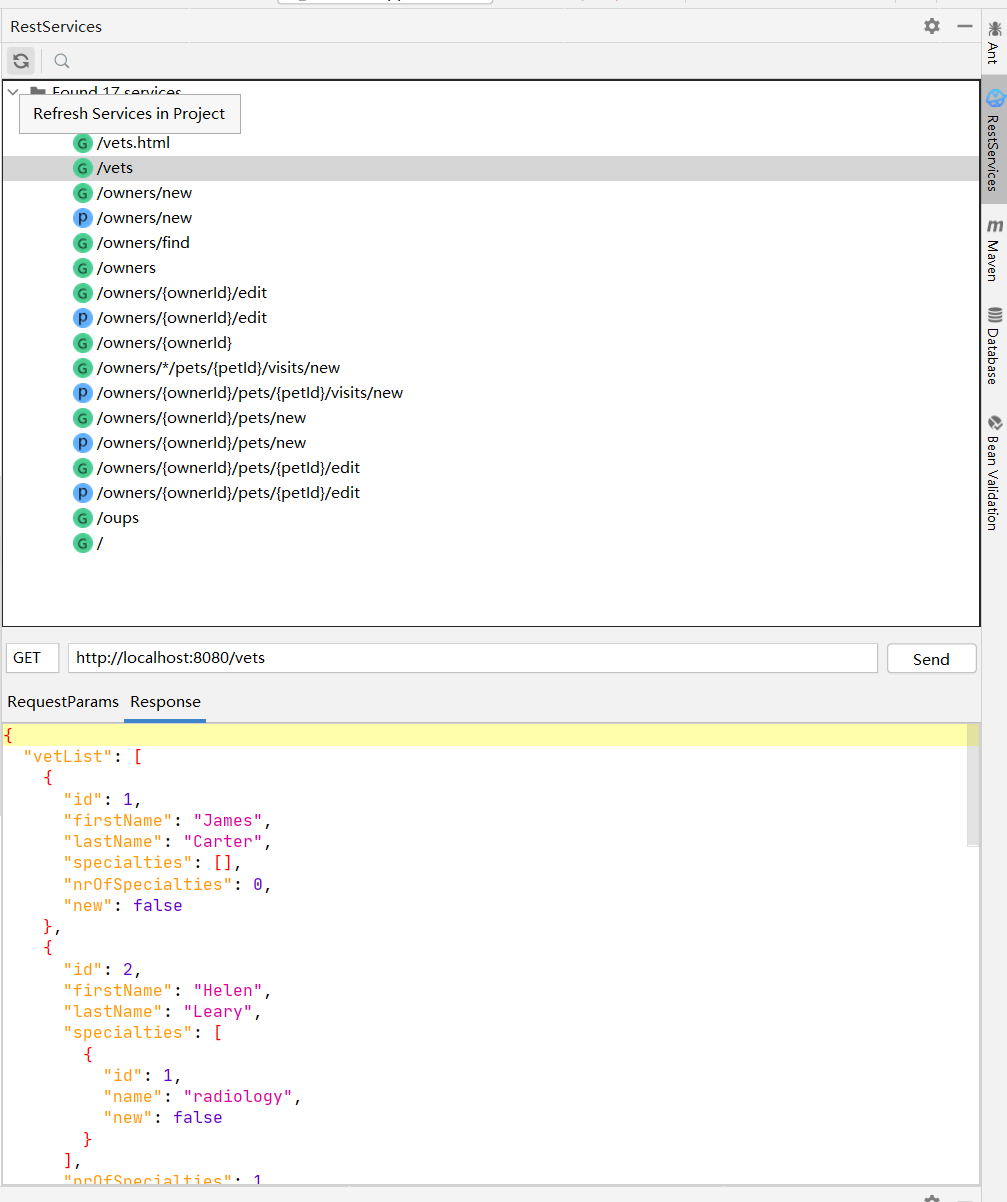 RestServices
Found 17 services
Refresh Services in Project
G /vets.html
G /vets
G /owners/new
p /owners/new
G /owners/find
G /owners
G /owners/{ownerId}/edit
p /owners/{ownerId}/edit
G /owners/{ownerId}
G /owners/*/pets/{petId}/visits/new
p /owners/{ownerId}/pets/{petId}/visits/new
G /owners/{ownerId}/pets/new
p /owners/{ownerId}/pets/new
G /owners/{ownerId}/pets/{petId}/edit
p /owners/{ownerId}/pets/{petId}/edit
G /oups
G /
GET http://localhost:8080/vets Send
RequestParams Response
{
"vetList": [
{
"id": 1,
"firstName": "James",
"lastName": "Carter",
"specialties": [],
"nrOfSpecialties": 0,
"new": false
},
{
"id": 2,
"firstName": "Helen",
"lastName": "Leary",
"specialties": [
{
"id": 1,
"name": "radiology",
"new": false
}
],
"nrOfSpecialties": 1
Ant
RestServices
m Maven
Database
Bean Validation